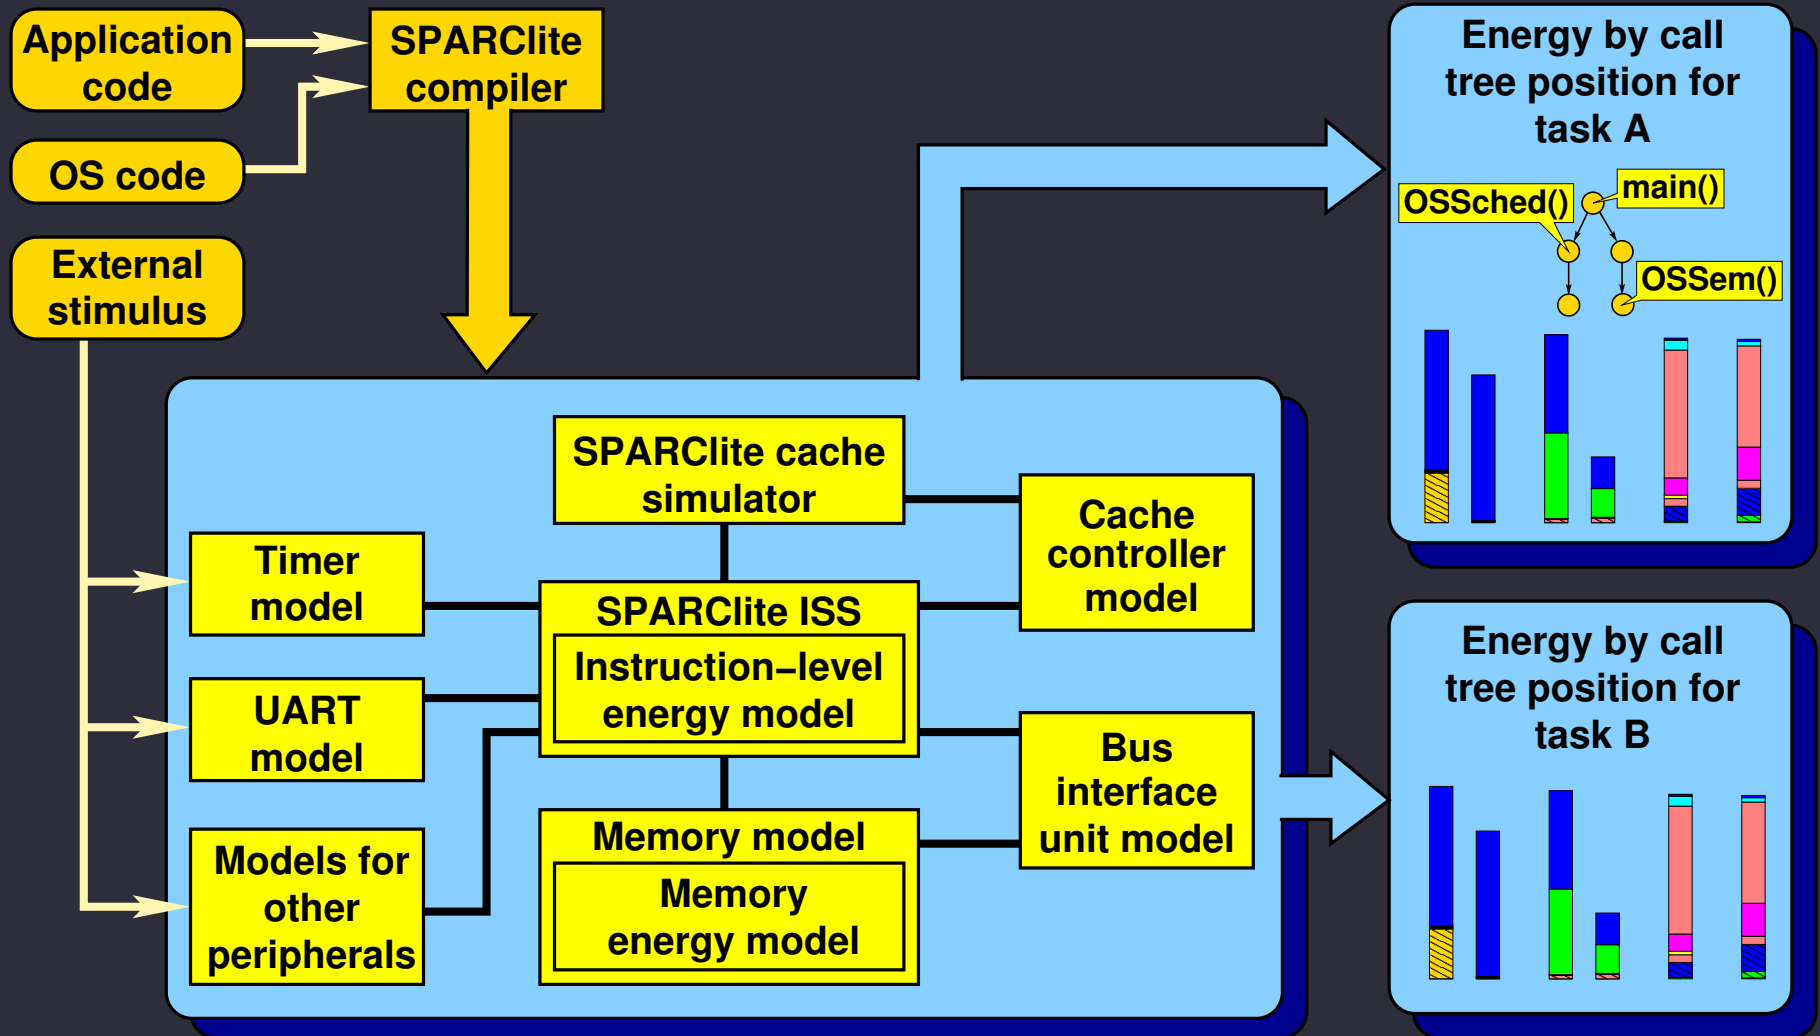 Application
code
SPARClite
compiler
OS code
External
stimulus
SPARClite cache
simulator
Cache
controller
model
Timer
model
SPARClite ISS
Instruction–level
energy model
UART
model
Bus
interface
unit model
Memory model
Memory
energy model
Models for
other
peripherals
Energy by call
tree position for
task A
OSSched()
main()
OSSem()
Energy by call
tree position for
task B